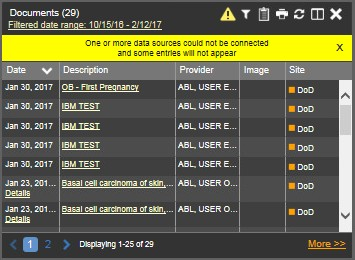 Documents (29)
Filtered date range: 10/15/16 - 2/12/17
One or more data sources could not be connected
and some entries will not appear
X
Date Description Provider Image Site
Jan 30, 2017 OB - First Pregnancy ABL, USER E... DoD
Jan 30, 2017 IBM TEST ABL, USER E... DoD
Jan 30, 2017 IBM TEST ABL, USER E... DoD
Jan 30, 2017 IBM TEST ABL, USER E... DoD
Jan 30, 2017 IBM TEST ABL, USER E... DoD
Jan 23, 201... Basal cell carcinoma of skin,... ABL, USER O... DoD
Details
Jan 23, 201... Basal cell carcinoma of skin,... ABL, USER O... DoD
Details
1 2 Displaying 1-25 of 29 More >>